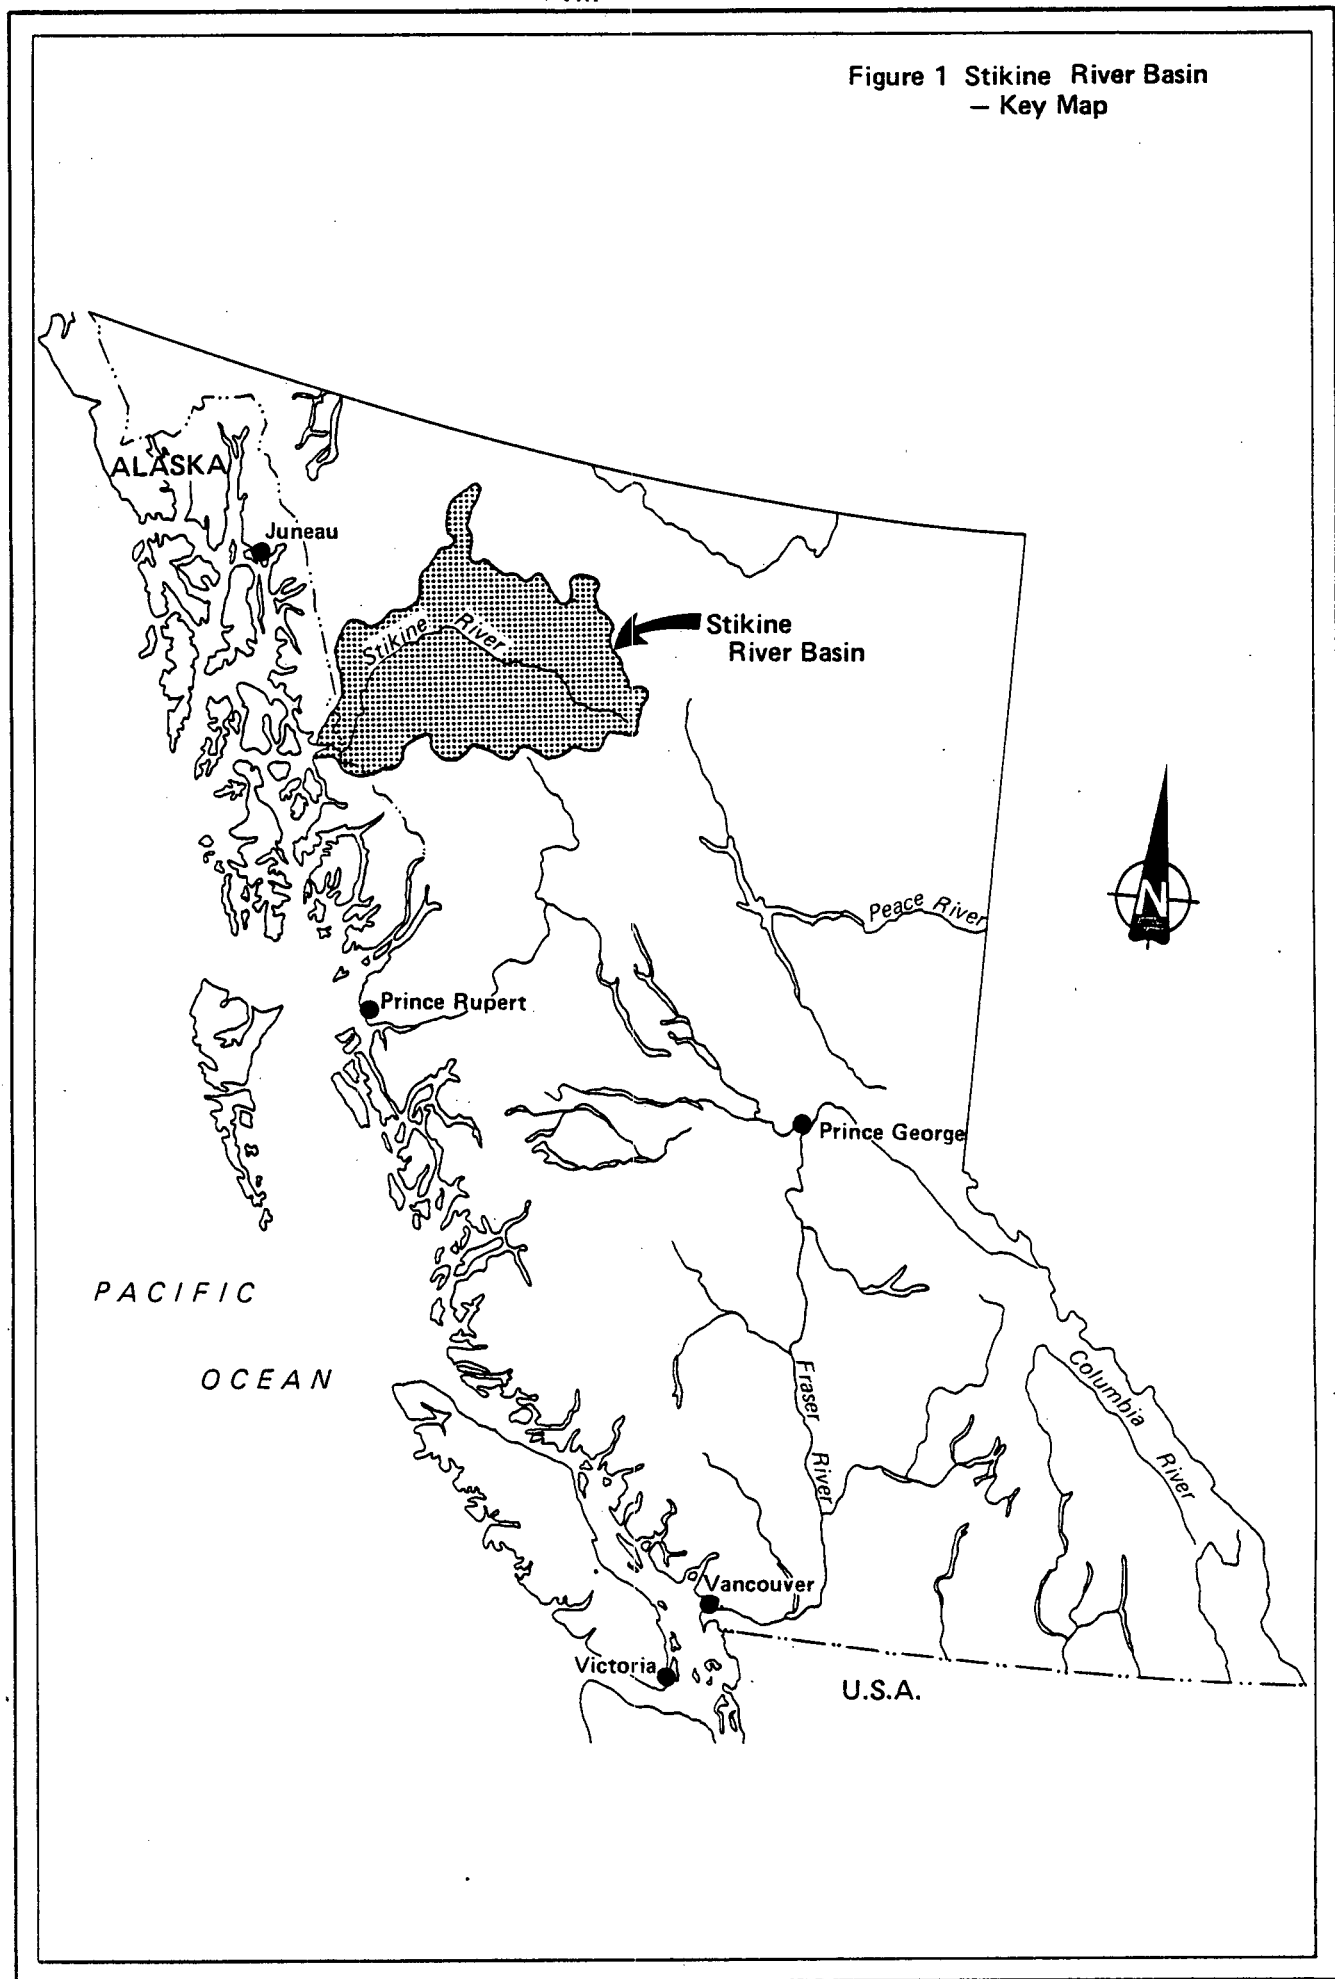 Figure 1 Stikine River Basin
— Key Map
ALASKA
Juneau
Stikine River
Stikine
River Basin
Peace River
N
Prince Rupert
Prince George
PACIFIC
OCEAN
Fraser River
Columbia River
Vancouver
Victoria
U.S.A.